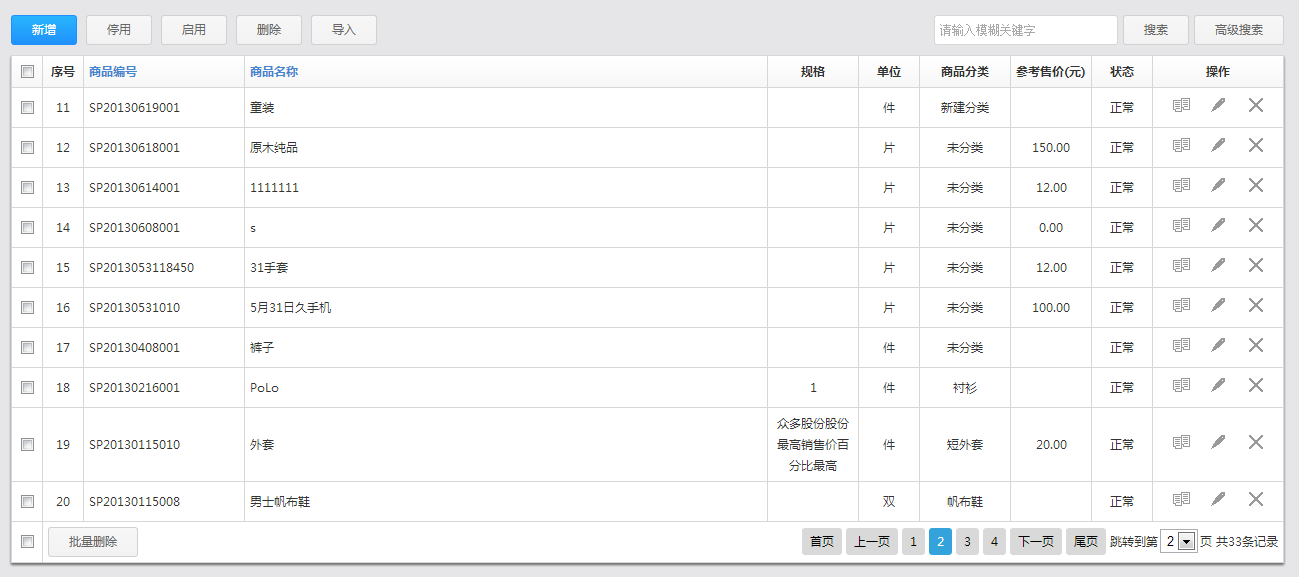 新增 停用 启用 删除 导入 请输入模糊关键字 搜索 高级搜索
序号 商品编号 商品名称 规格 单位 商品分类 参考售价(元) 状态 操作
11 SP20130619001 童装 件 新建分类 正常
12 SP20130618001 原木纯品 片 未分类 150.00 正常
13 SP20130614001 1111111 片 未分类 12.00 正常
14 SP20130608001 s 片 未分类 0.00 正常
15 SP2013053118450 31手套 片 未分类 12.00 正常
16 SP20130531010 5月31日久手机 片 未分类 100.00 正常
17 SP20130408001 裤子 件 未分类 正常
18 SP20130216001 PoLo 1 件 衬衫 正常
众多股份股份
19 SP20130115010 外套 最高销售价百 件 短外套 20.00 正常
分比最高
20 SP20130115008 男士帆布鞋 双 帆布鞋 正常
批量删除 首页 上一页 1 2 3 4 下一页 尾页 跳转到第 2 页 共33条记录